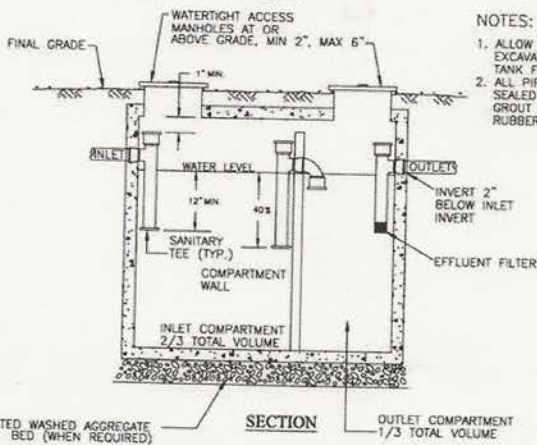 WATERTIGHT ACCESS
MANHOLES AT OR
ABOVE GRADE, MIN 2", MAX 6"
FINAL GRADE
NOTES:
1. ALLOW
EXCAVA
TANK F
2. ALL PIP
SEALED
GROUT
RUBBER
1" MIN.
INLET
WATER LEVEL
OUTLET
12" MIN.
40%
INVERT 2"
BELOW INLET
INVERT
SANITARY
TEE (TYP.)
EFFLUENT FILTER
COMPARTMENT
WALL
INLET COMPARTMENT
2/3 TOTAL VOLUME
TED WASHED AGGREGATE
BED (WHEN REQUIRED)
SECTION
OUTLET COMPARTMENT
1/3 TOTAL VOLUME